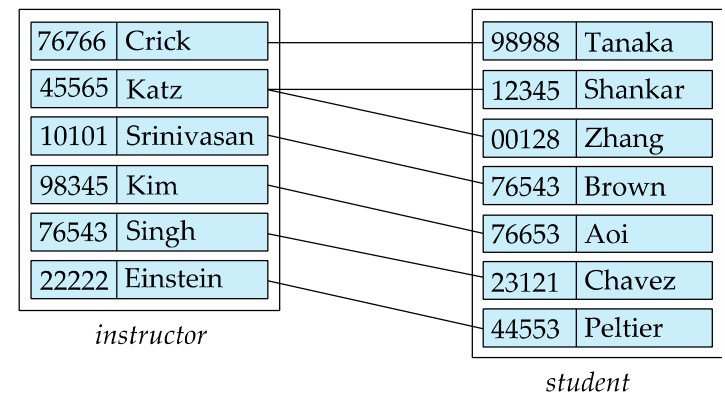 76766 Crick
45565 Katz
10101 Srinivasan
98345 Kim
76543 Singh
22222 Einstein
instructor
98988 Tanaka
12345 Shankar
00128 Zhang
76543 Brown
76653 Aoi
23121 Chavez
44553 Peltier
student